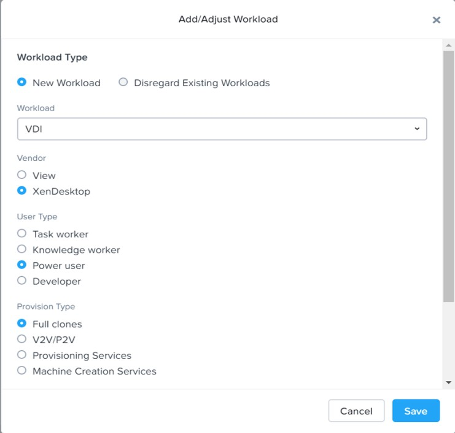 Add/Adjust Workload
Workload Type
New Workload Disregard Existing Workloads
Workload
VDI
Vendor
View
XenDesktop
User Type
Task worker
Knowledge worker
Power user
Developer
Provision Type
Full clones
V2V/P2V
Provisioning Services
Machine Creation Services
Cancel Save